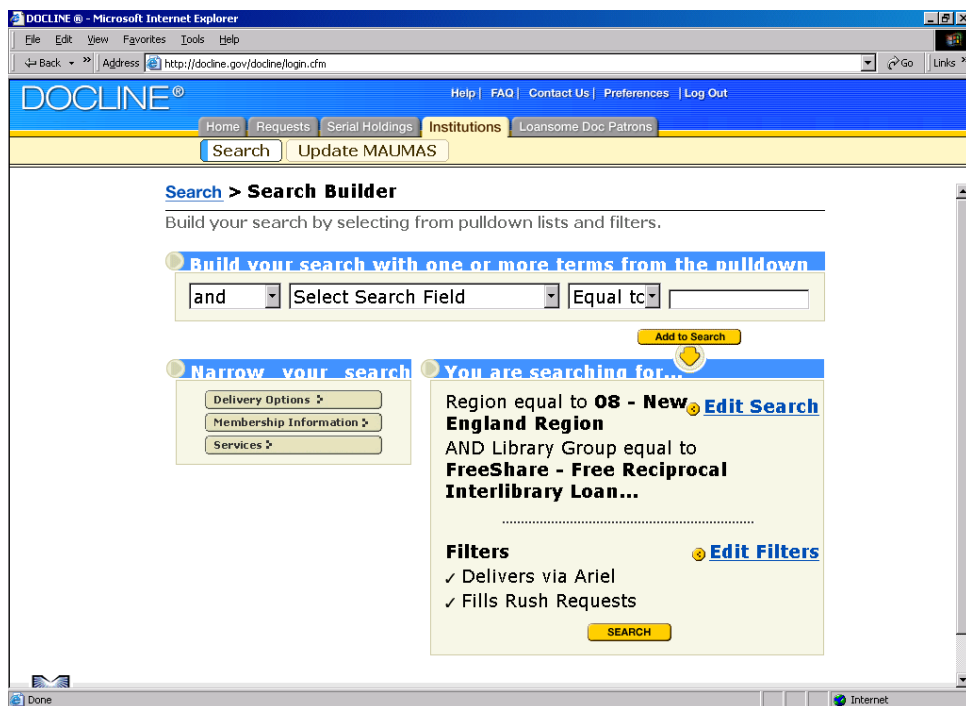 DOCLINE ® - Microsoft Internet Explorer
File Edit View Favorites Tools Help
Back » Address http://docline.gov/docline/login.cfm Go Links »
DOCLINE®
Help | FAQ | Contact Us | Preferences | Log Out
Home Requests Serial Holdings Institutions Loansome Doc Patrons
Search Update MAUMAS
Search > Search Builder
Build your search by selecting from pulldown lists and filters.
Build your search with one or more terms from the pulldown
and Select Search Field Equal to
Add to Search
Narrow your search
Delivery Options
Membership Information
Services
You are searching for...
Region equal to 08 - New
England Region
AND Library Group equal to
FreeShare - Free Reciprocal
Interlibrary Loan...
Edit Search
Filters
Edit Filters
✓ Delivers via Ariel
✓ Fills Rush Requests
SEARCH
Done Internet